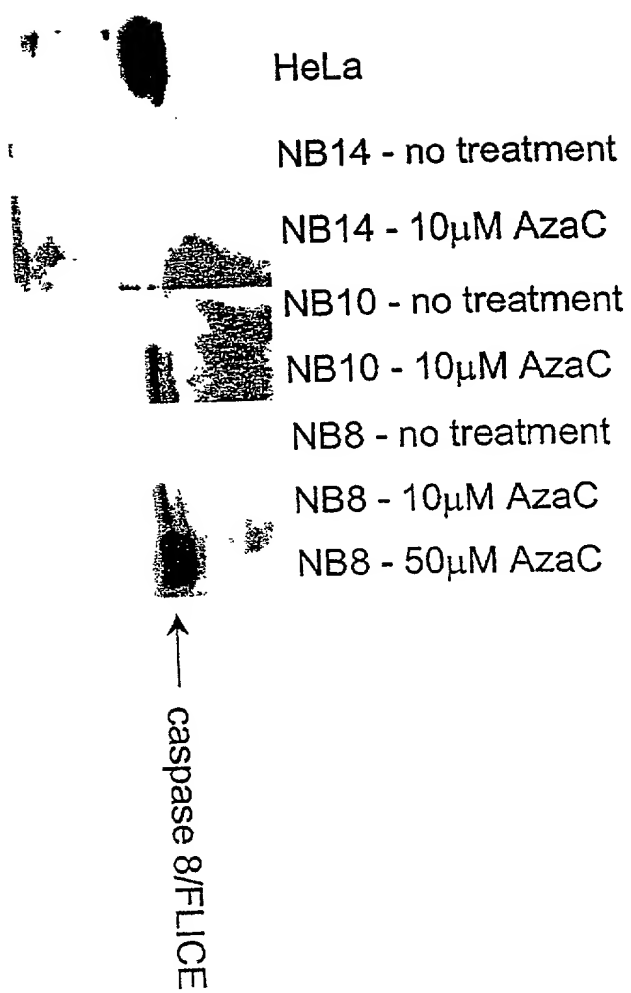 HeLa
NB14 - no treatment
NB14 - 10μM AzaC
NB10 - no treatment
NB10 - 10μM AzaC
NB8 - no treatment
NB8 - 10μM AzaC
NB8 - 50μM AzaC
caspase 8/FLICE